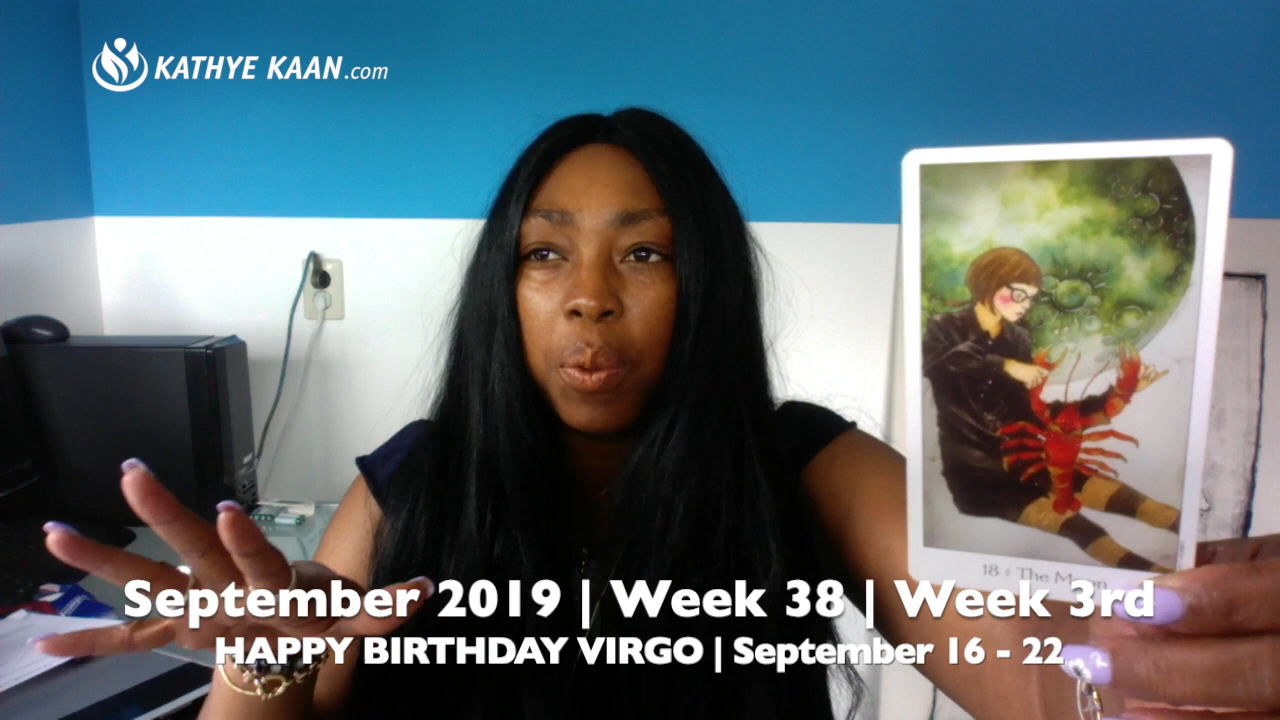 KATHYE KAAN.com
18 The Moon
September 2019 | Week 38 | Week 3rd
HAPPY BIRTHDAY VIRGO | September 16 - 22